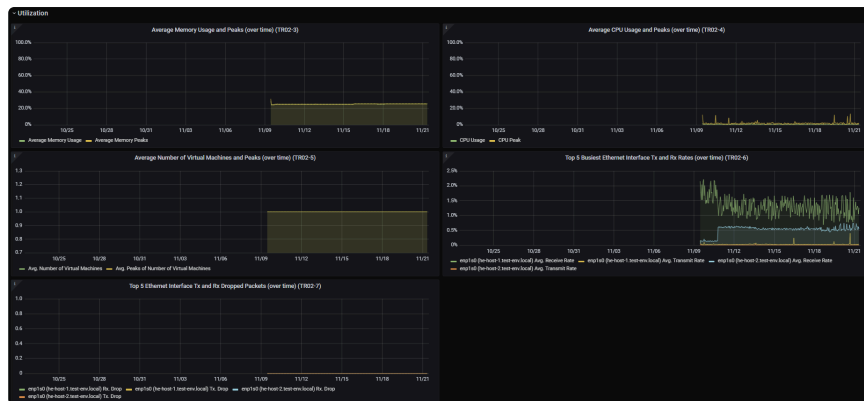 Utilization
Average Memory Usage and Peaks (over time) (TR02-3)
100.0%
80.0%
60.0%
40.0%
20.0%
0%
10/25 10/28 10/31 11/03 11/06 11/09 11/12 11/15 11/18 11/21
Average Memory Usage Average Memory Peaks
Average CPU Usage and Peaks (over time) (TR02-4)
100.0%
80.0%
60.0%
40.0%
20.0%
0%
10/25 10/28 10/31 11/03 11/06 11/09 11/12 11/15 11/18 11/21
CPU Usage CPU Peak
Average Number of Virtual Machines and Peaks (over time) (TR02-5)
1.3
1.2
1.1
1.0
0.9
0.8
0.7
10/25 10/28 10/31 11/03 11/06 11/09 11/12 11/15 11/18 11/21
Avg. Number of Virtual Machines Avg. Peaks of Number of Virtual Machines
Top 5 Busiest Ethernet Interface Tx and Rx Rates (over time) (TR02-6)
2.5%
2.0%
1.5%
1.0%
0.5%
0%
10/25 10/28 10/31 11/03 11/06 11/09 11/12 11/15 11/18 11/21
enp1s0 (he-host-1.test-env.local) Avg. Receive Rate enp1s0 (he-host-1.test-env.local) Avg. Transmit Rate enp1s0 (he-host-2.test-env.local) Avg. Receive Rate
enp1s0 (he-host-2.test-env.local) Avg. Transmit Rate
Top 5 Ethernet Interface Tx and Rx Dropped Packets (over time) (TR02-7)
1.0
0.8
0.6
0.4
0.2
0
10/25 10/28 10/31 11/03 11/06 11/09 11/12 11/15 11/18 11/21
enp1s0 (he-host-1.test-env.local) Rx. Drop enp1s0 (he-host-1.test-env.local) Tx. Drop enp1s0 (he-host-2.test-env.local) Rx. Drop
enp1s0 (he-host-2.test-env.local) Tx. Drop